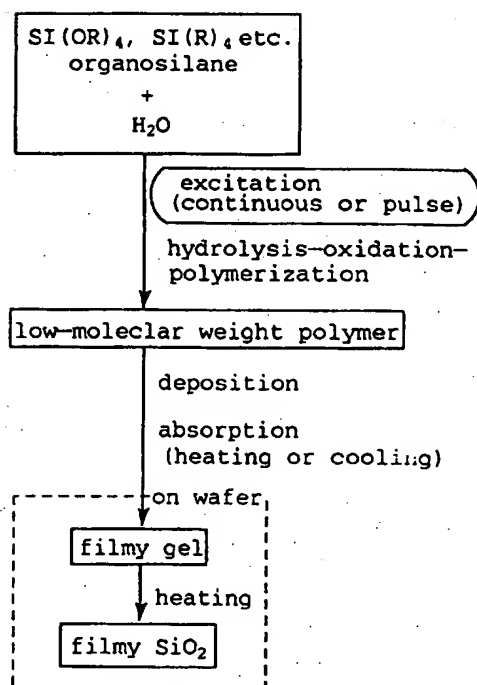 SI(OR)₄, SI(R)₄ etc.
organosilane
+
H₂O
excitation
(continuous or pulse)
hydrolysis—oxidation—
polymerization
low—moleclar weight polymer
deposition
absorption
(heating or cooling)
on wafer
filmy gel
heating
filmy SiO₂